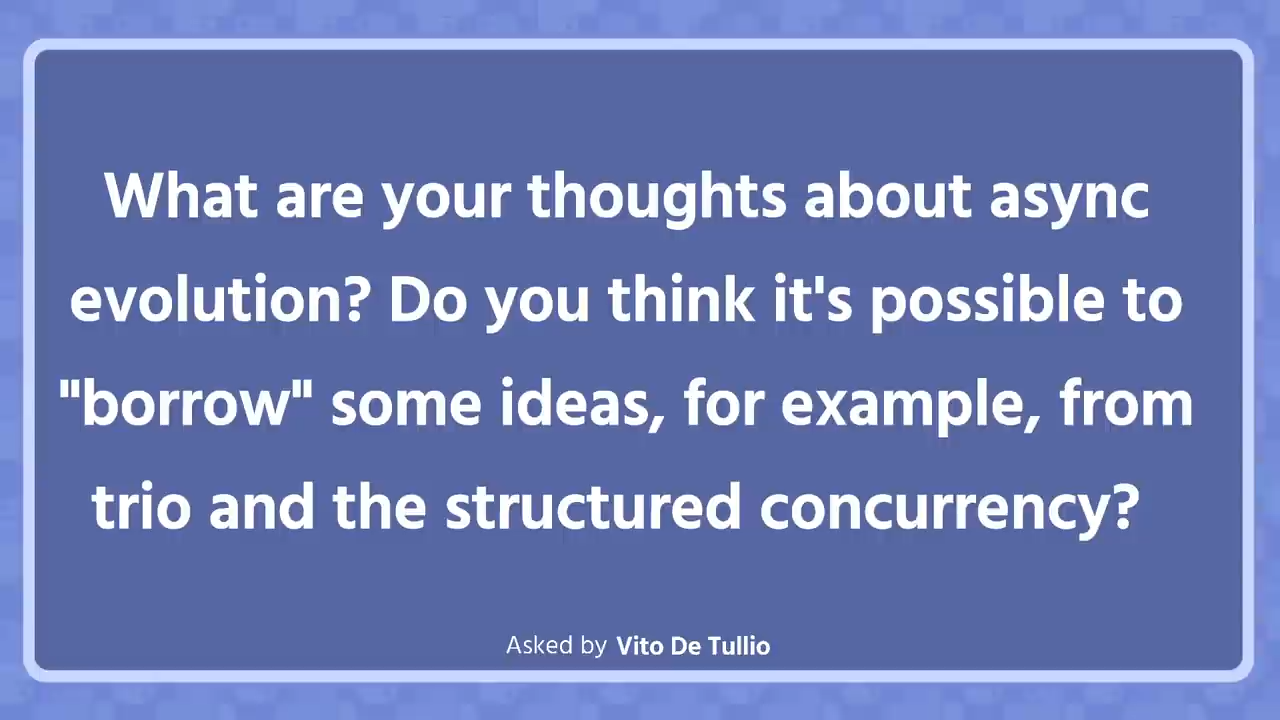 What are your thoughts about async
evolution? Do you think it's possible to
"borrow" some ideas, for example, from
trio and the structured concurrency?
Asked by Vito De Tullio